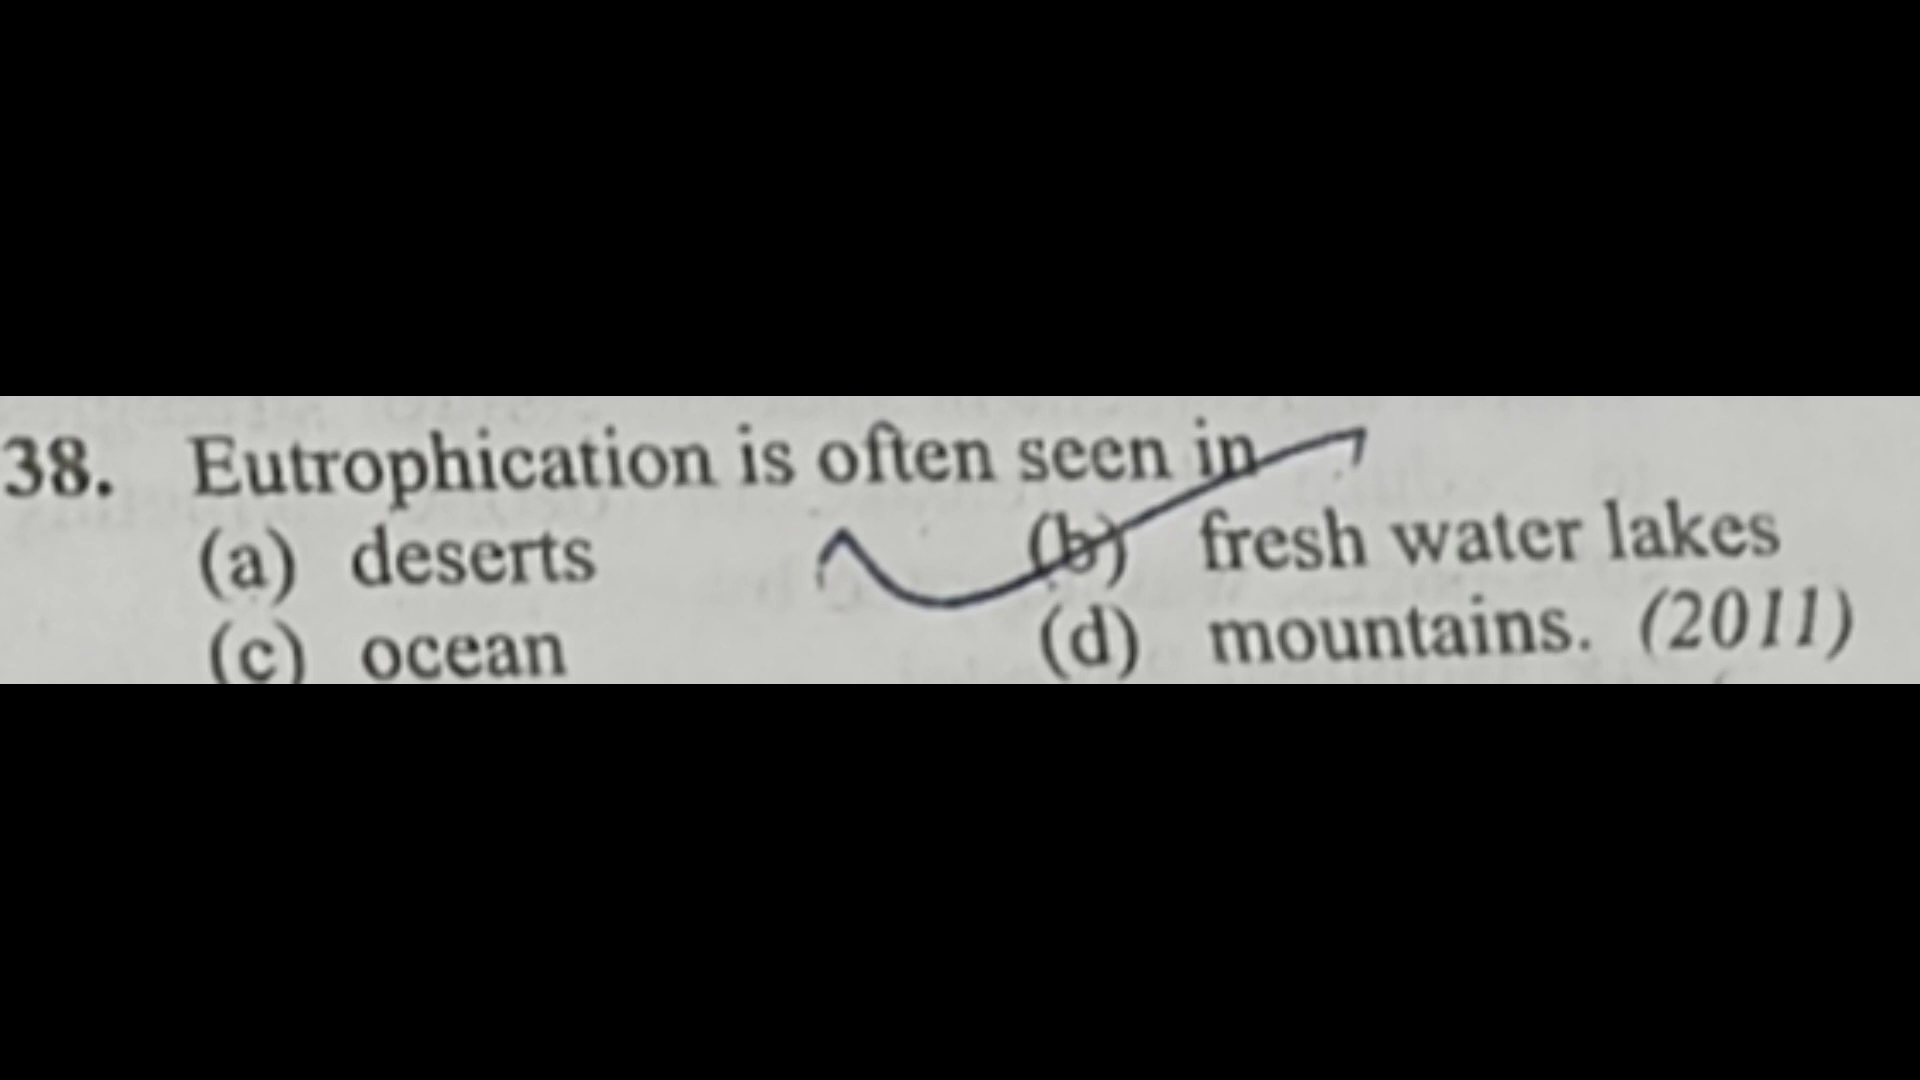 38. Eutrophication is often seen in
(a) deserts (b) fresh water lakes
(c) ocean (d) mountains. (2011)